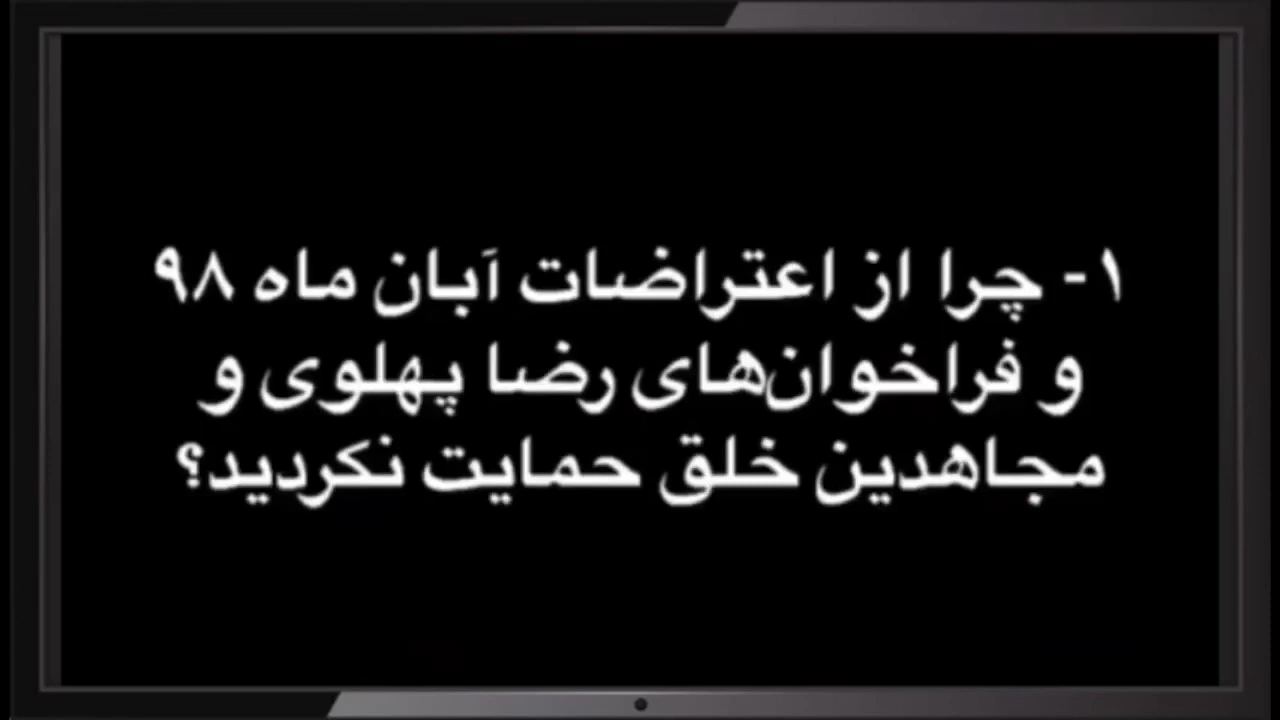 ۱- چرا از اعتراضات آبان ماه ۹۸
و فراخوان‌های رضا پهلوی و
مجاهدین خلق حمایت نکردید؟